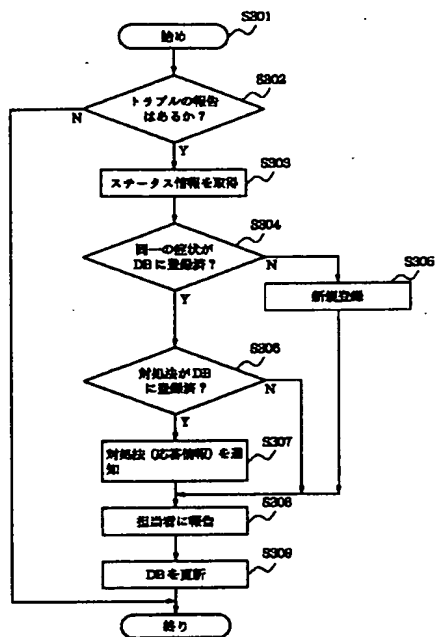 S301
始め
S302
トラブルの報告
はあるか？
N
Y
S303
ステータス情報を取得
S304
同一の症状が
DBに登録済？
N
Y
新規登録
対処法がDB
に登録済？
N
Y
S307
対処法（応答情報）を通
知
担当者に報告
S309
DBを更新
終り